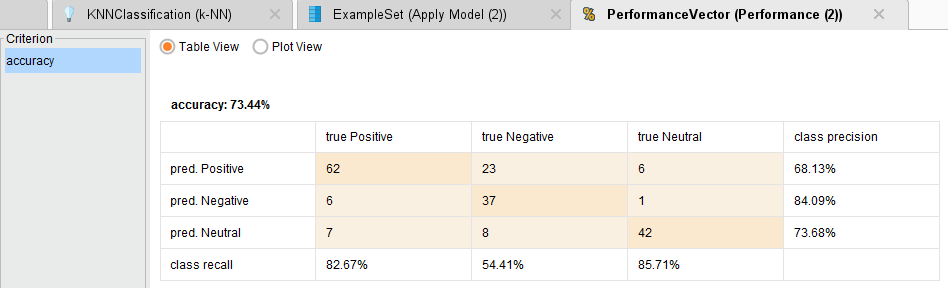 KNNClassification (k-NN) ExampleSet (Apply Model (2)) PerformanceVector (Performance (2))
Criterion
accuracy
Table View Plot View
accuracy: 73.44%
true Positive true Negative true Neutral class precision
pred. Positive 62 23 6 68.13%
pred. Negative 6 37 1 84.09%
pred. Neutral 7 8 42 73.68%
class recall 82.67% 54.41% 85.71%